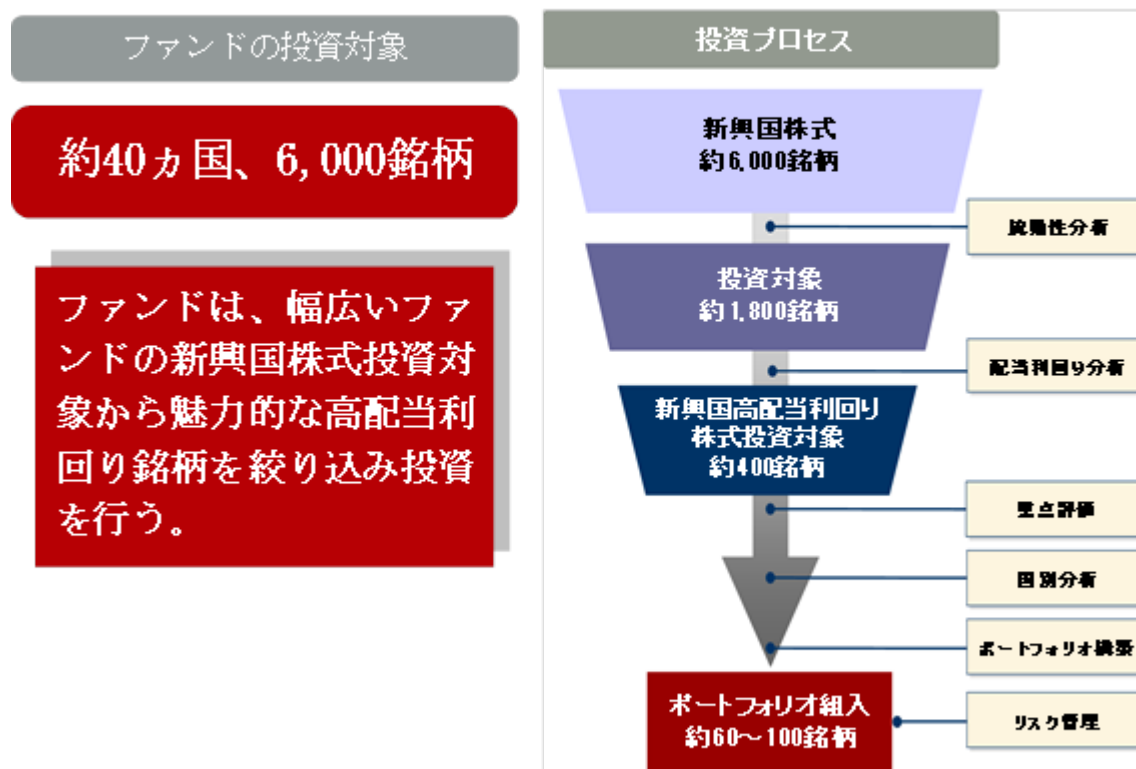 ファンドの投資対象
約40ヵ国、6,000銘柄
ファンドは、幅広いファ
ンドの新興国株式投資対
象から魅力的な高配当利
回り銘柄を絞り込み投資
を行う。
投資プロセス
新興国株式
約6,000銘柄
流動性分析
投資対象
約1,800銘柄
配当利回り分析
新興国高配当利回り
株式投資対象
約400銘柄
重点評価
国別分析
ポートフォリオ構築
ポートフォリオ組入
約60～100銘柄
リスク管理